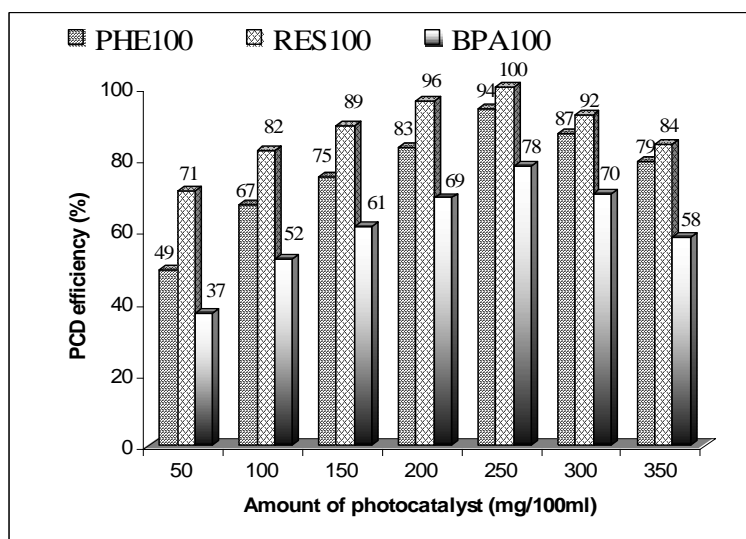 PHE100 RES100 BPA100
PCD efficiency (%)
100
80
60
40
20
0
49 71 37
67 82 52
75 89 61
83 96 69
94 100 78
87 92 70
79 84 58
50 100 150 200 250 300 350
Amount of photocatalyst (mg/100ml)